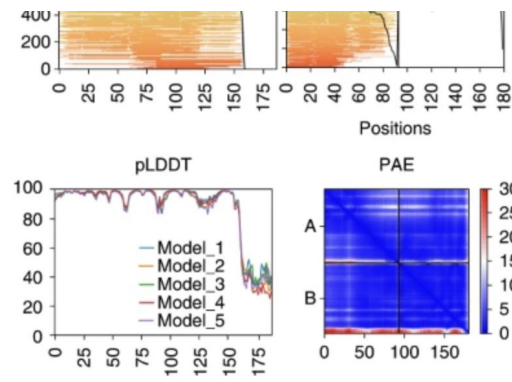 400
200
0
0 25 50 75 100 125 150 175
0 20 40 60 80 100 120 140 160 180
Positions
pLDDT
100
80
60
40
20
0
Model_1
Model_2
Model_3
Model_4
Model_5
0 25 50 75 100 125 150 175
PAE
A
B
0 50 100 150
30
25
20
15
10
5
0